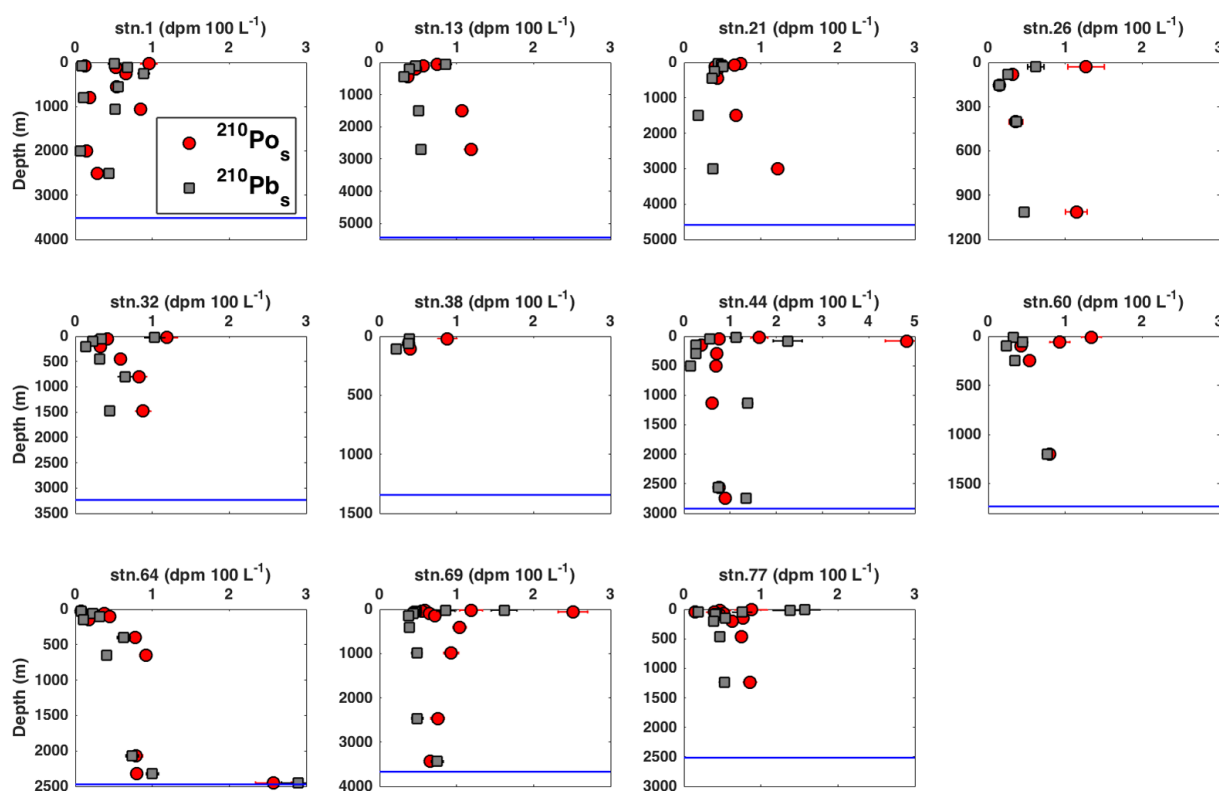 stn.1 (dpm 100 L⁻¹)
stn.13 (dpm 100 L⁻¹)
stn.21 (dpm 100 L⁻¹)
stn.26 (dpm 100 L⁻¹)
0 1 2 3
0 1 2 3
0 1 2 3
0 1 2 3
Depth (m)
0
1000
2000
3000
4000
²¹⁰Poₛ
²¹⁰Pbₛ
0
1000
2000
3000
4000
5000
0
1000
2000
3000
4000
5000
0
300
600
900
1200
stn.32 (dpm 100 L⁻¹)
stn.38 (dpm 100 L⁻¹)
stn.44 (dpm 100 L⁻¹)
stn.60 (dpm 100 L⁻¹)
0 1 2 3
0 1 2 3
0 1 2 3 4 5
0 1 2 3
Depth (m)
0
500
1000
1500
2000
2500
3000
3500
0
500
1000
1500
0
500
1000
1500
2000
2500
3000
0
500
1000
1500
stn.64 (dpm 100 L⁻¹)
stn.69 (dpm 100 L⁻¹)
stn.77 (dpm 100 L⁻¹)
0 1 2 3
0 1 2 3
0 1 2 3
Depth (m)
0
500
1000
1500
2000
2500
0
1000
2000
3000
4000
0
500
1000
1500
2000
2500
3000